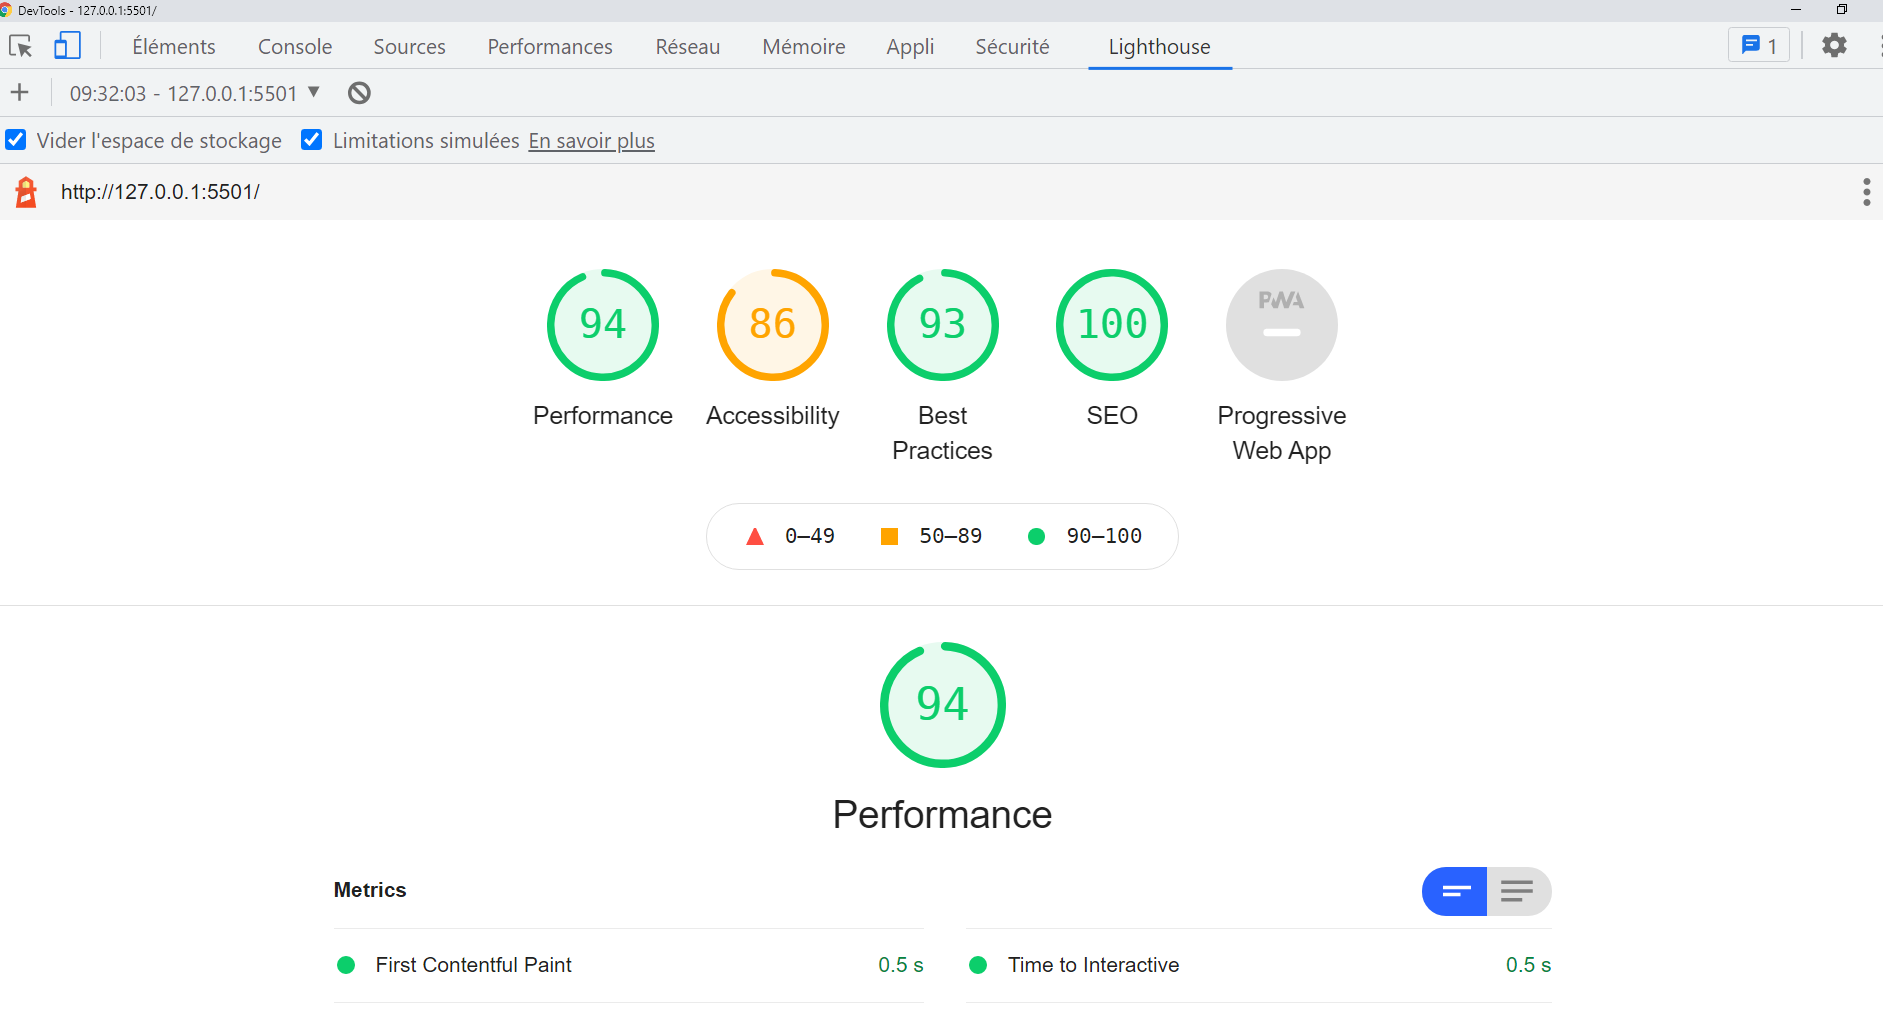 DevTools - 127.0.0.1:5501/
Éléments Console Sources Performances Réseau Mémoire Appli Sécurité Lighthouse 1
09:32:03 - 127.0.0.1:5501
Vider l'espace de stockage Limitations simulées En savoir plus
http://127.0.0.1:5501/
94 86 93 100 PWA
Performance Accessibility Best Practices SEO Progressive Web App
0–49 50–89 90–100
94
Performance
Metrics
First Contentful Paint 0.5 s Time to Interactive 0.5 s